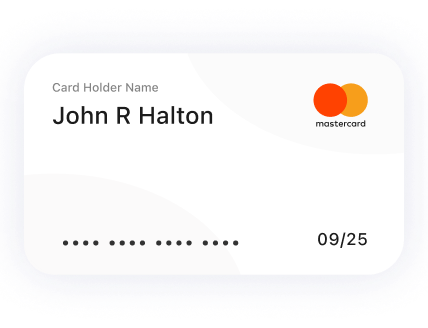 Card Holder Name
John R Halton
mastercard
•••• •••• •••• ••••
09/25